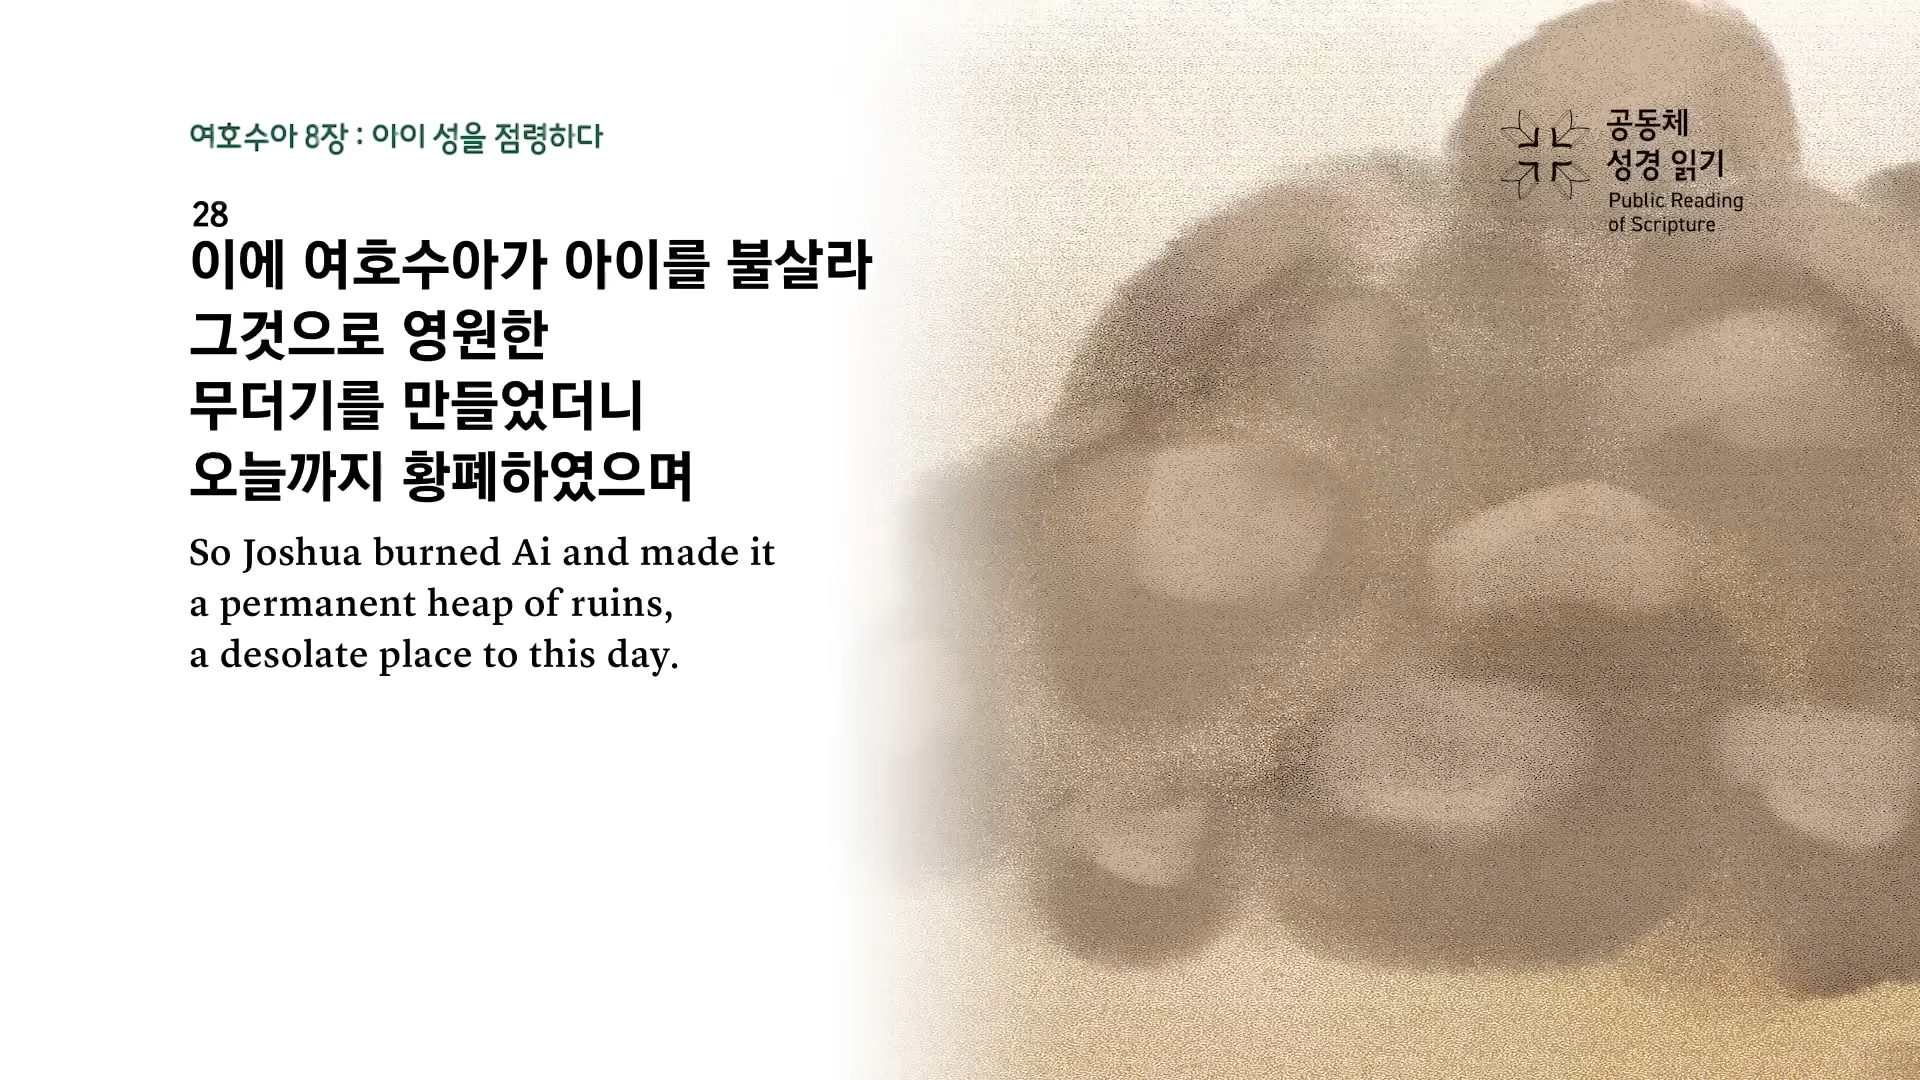 여호수아 8장 : 아이 성을 점령하다
28
이에 여호수아가 아이를 불살라
그것으로 영원한
무더기를 만들었더니
오늘까지 황폐하였으며
So Joshua burned Ai and made it
a permanent heap of ruins,
a desolate place to this day.
공동체
성경 읽기
Public Reading
of Scripture